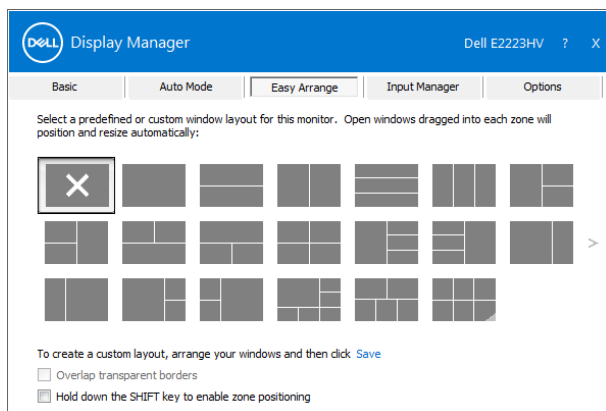 DELL Display Manager Dell E2223HV ? X
Basic Auto Mode Easy Arrange Input Manager Options
Select a predefined or custom window layout for this monitor. Open windows dragged into each zone will
position and resize automatically:
>
To create a custom layout, arrange your windows and then click Save
Overlap transparent borders
Hold down the SHIFT key to enable zone positioning